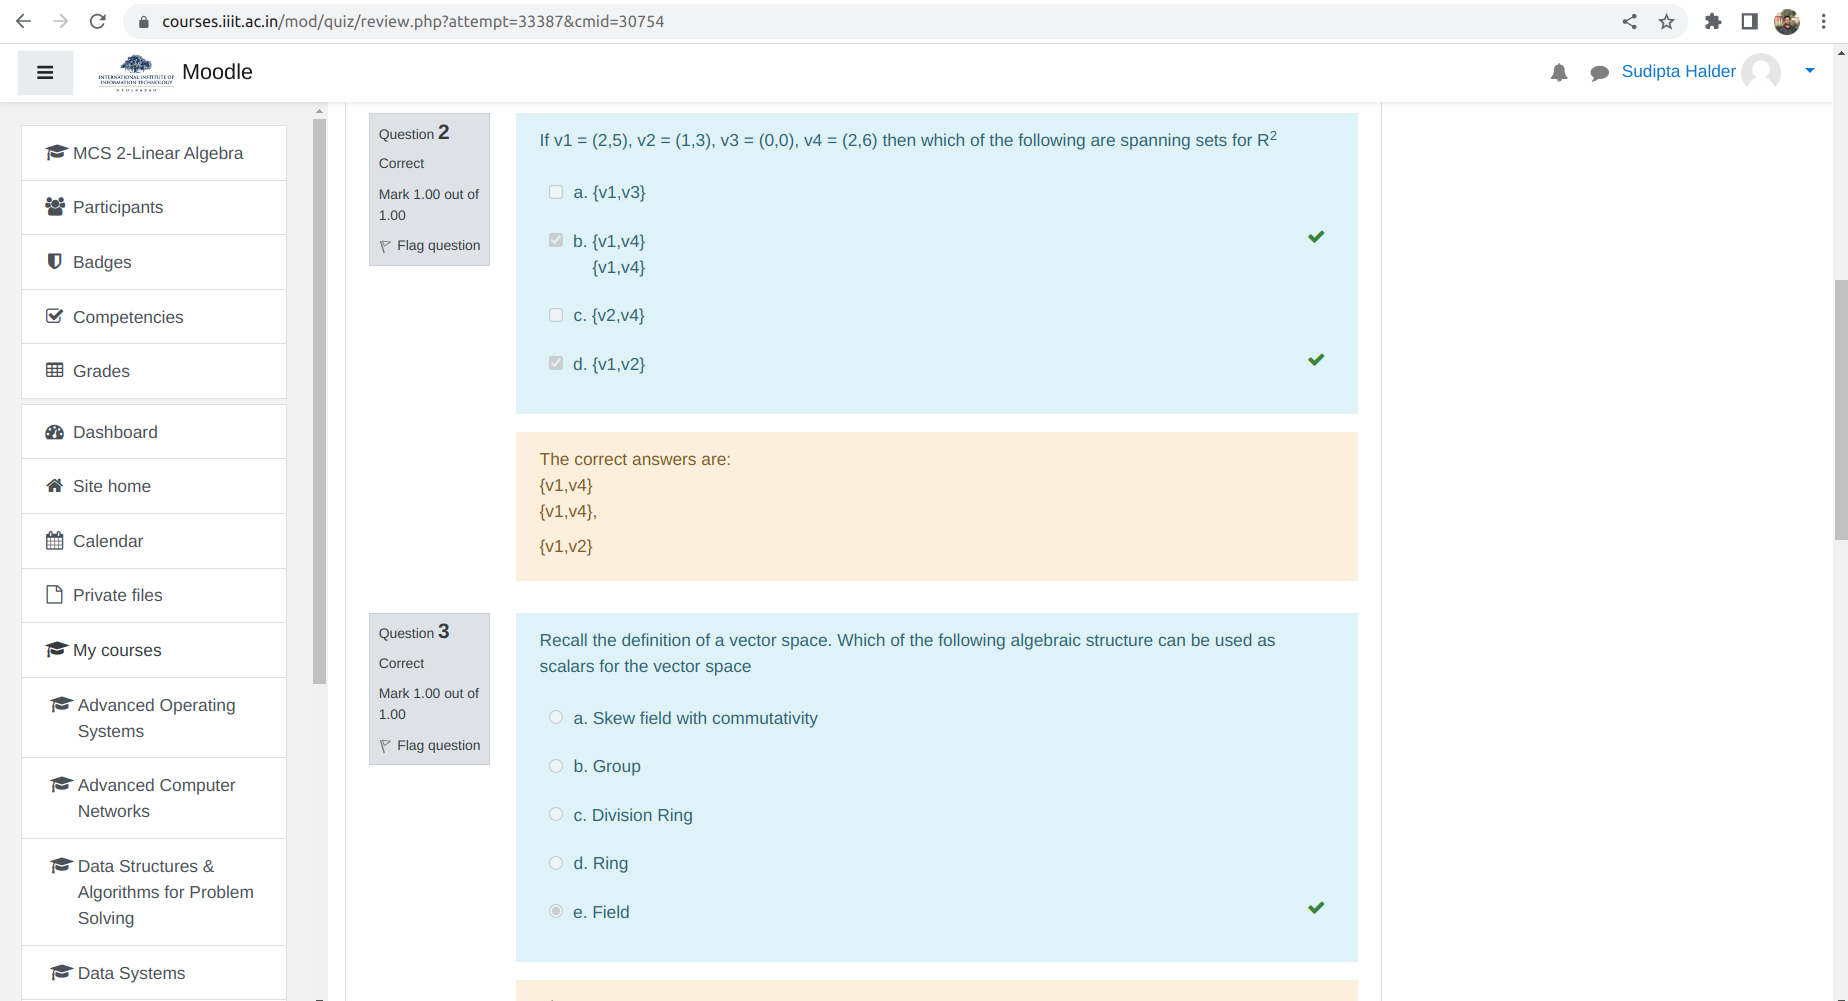 courses.iiit.ac.in/mod/quiz/review.php?attempt=33387&cmid=30754
INTERNATIONAL INSTITUTE OF
INFORMATION TECHNOLOGY
HYDERABAD
Moodle
Sudipta Halder
MCS 2-Linear Algebra
Participants
Badges
Competencies
Grades
Dashboard
Site home
Calendar
Private files
My courses
Advanced Operating
Systems
Advanced Computer
Networks
Data Structures &
Algorithms for Problem
Solving
Data Systems
Question 2
Correct
Mark 1.00 out of
1.00
Flag question
If v1 = (2,5), v2 = (1,3), v3 = (0,0), v4 = (2,6) then which of the following are spanning sets for R²
a. {v1,v3}
b. {v1,v4}
{v1,v4}
c. {v2,v4}
d. {v1,v2}
The correct answers are:
{v1,v4}
{v1,v4},
{v1,v2}
Question 3
Correct
Mark 1.00 out of
1.00
Flag question
Recall the definition of a vector space. Which of the following algebraic structure can be used as
scalars for the vector space
a. Skew field with commutativity
b. Group
c. Division Ring
d. Ring
e. Field